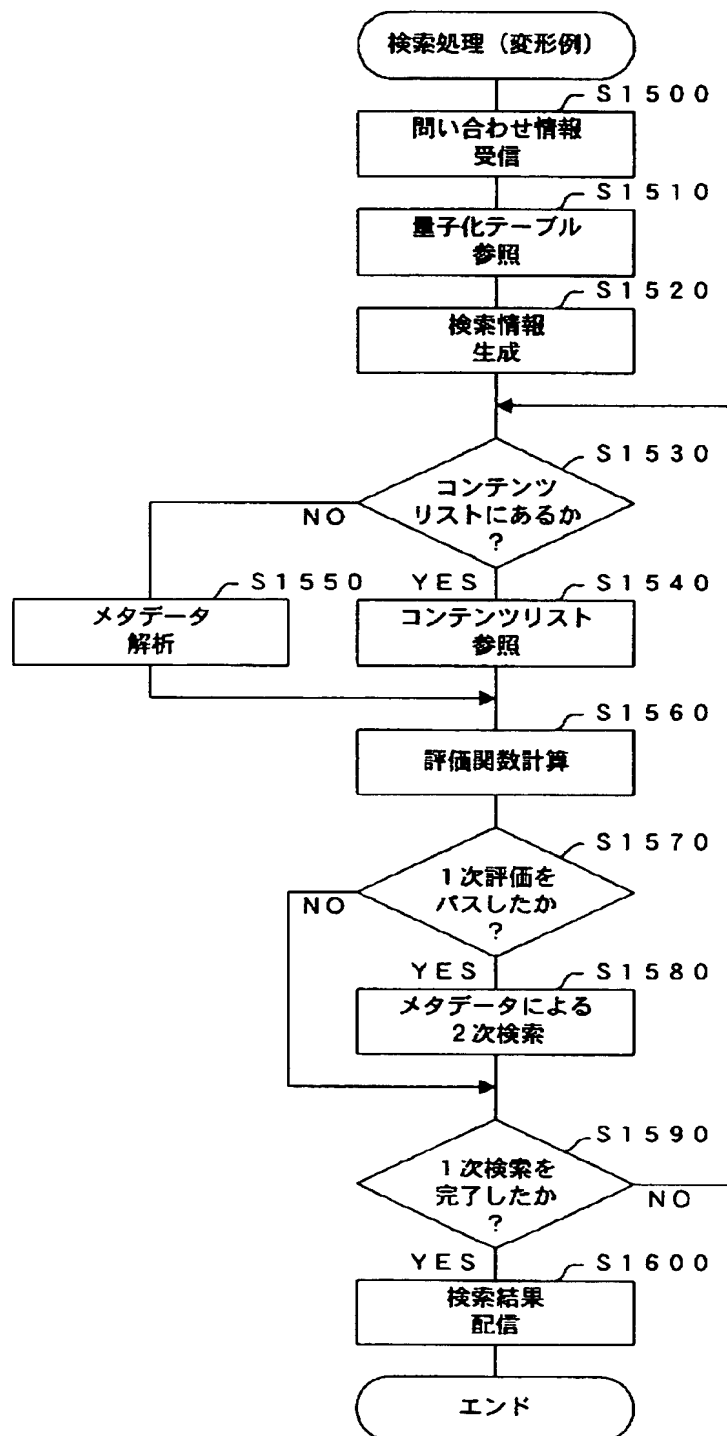 検索処理（変形例）
S1500
問い合わせ情報
受信
S1510
量子化テーブル
参照
S1520
検索情報
生成
S1530
コンテンツ
リストにあるか
?
NO
YES
S1550
メタデータ
解析
S1540
コンテンツリスト
参照
S1560
評価関数計算
S1570
1次評価を
パスしたか
?
NO
YES
S1580
メタデータによる
2次検索
S1590
1次検索を
完了したか
?
NO
YES
S1600
検索結果
配信
エンド